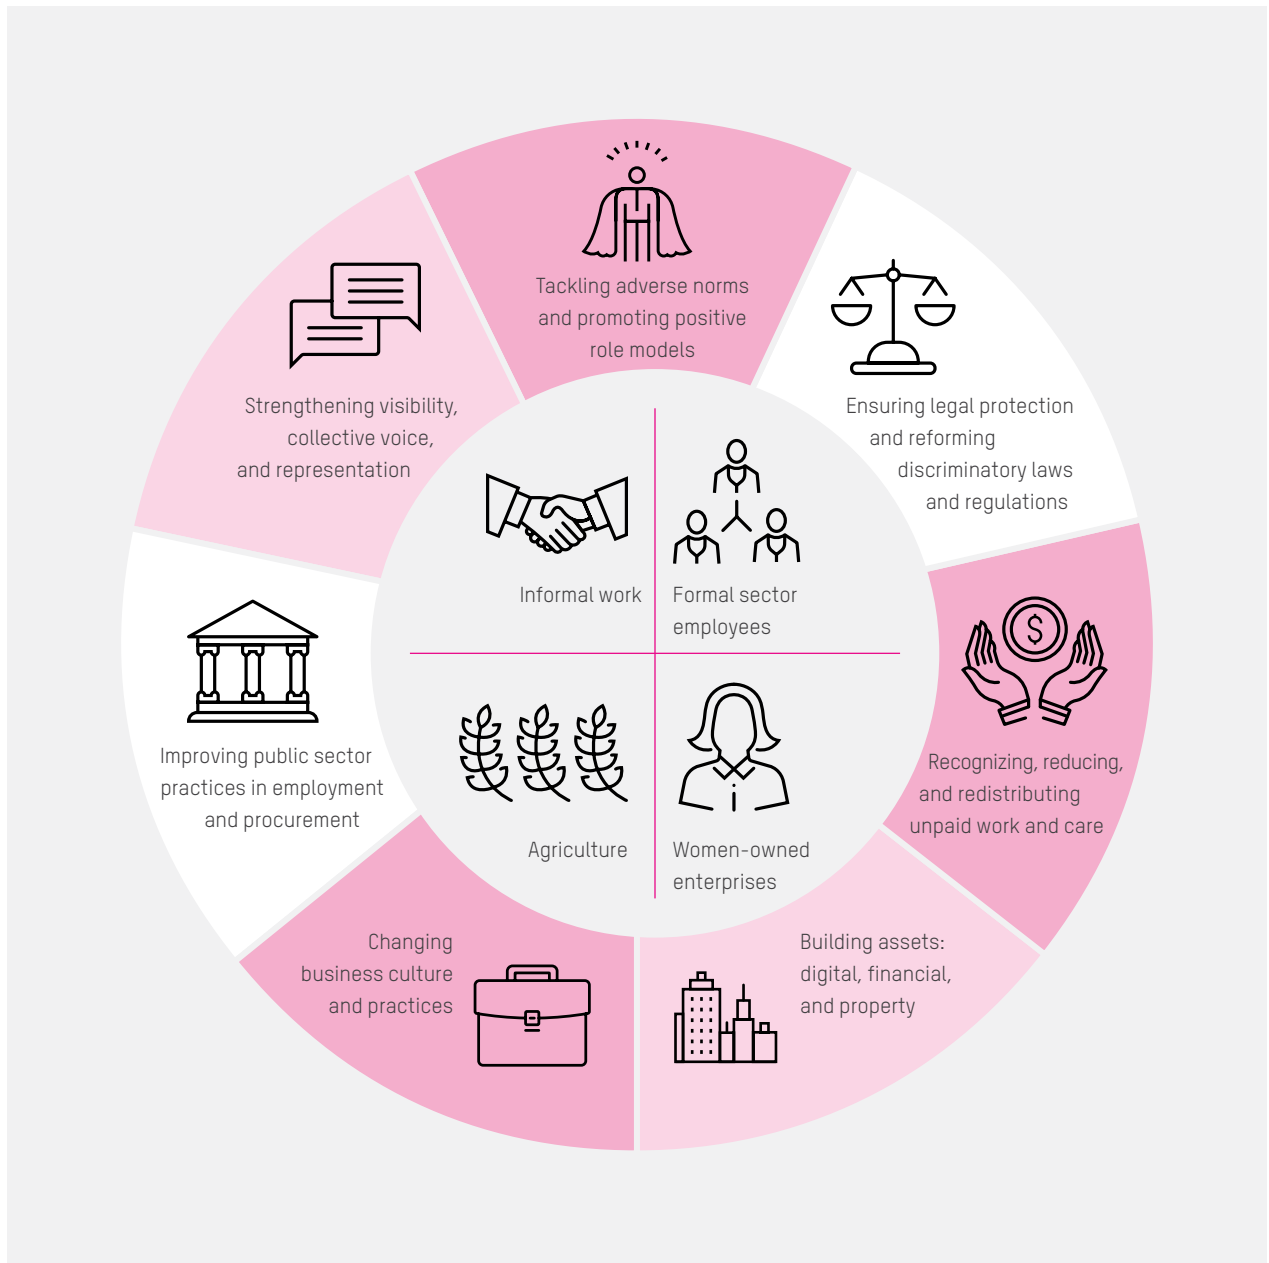 Tackling adverse norms
and promoting positive
role models
Ensuring legal protection
and reforming
discriminatory laws
and regulations
Recognizing, reducing,
and redistributing
unpaid work and care
Building assets:
digital, financial,
and property
Changing
business culture
and practices
Improving public sector
practices in employment
and procurement
Strengthening visibility,
collective voice,
and representation
Informal work
Formal sector
employees
Agriculture
Women-owned
enterprises
$